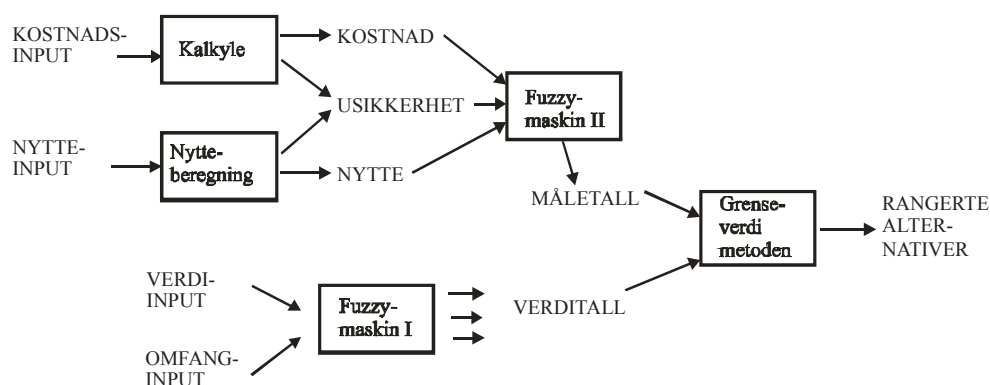 KOSTNADS-
INPUT
Kalkyle
KOSTNAD
USIKKERHET
Fuzzy-
maskin II
NYTTE-
INPUT
Nytte-
beregning
NYTTE
MÅLETALL
Grense-
verdi
metoden
RANGERTE
ALTER-
NATIVER
VERDI-
INPUT
Fuzzy-
maskin I
VERDITALL
OMFANG-
INPUT